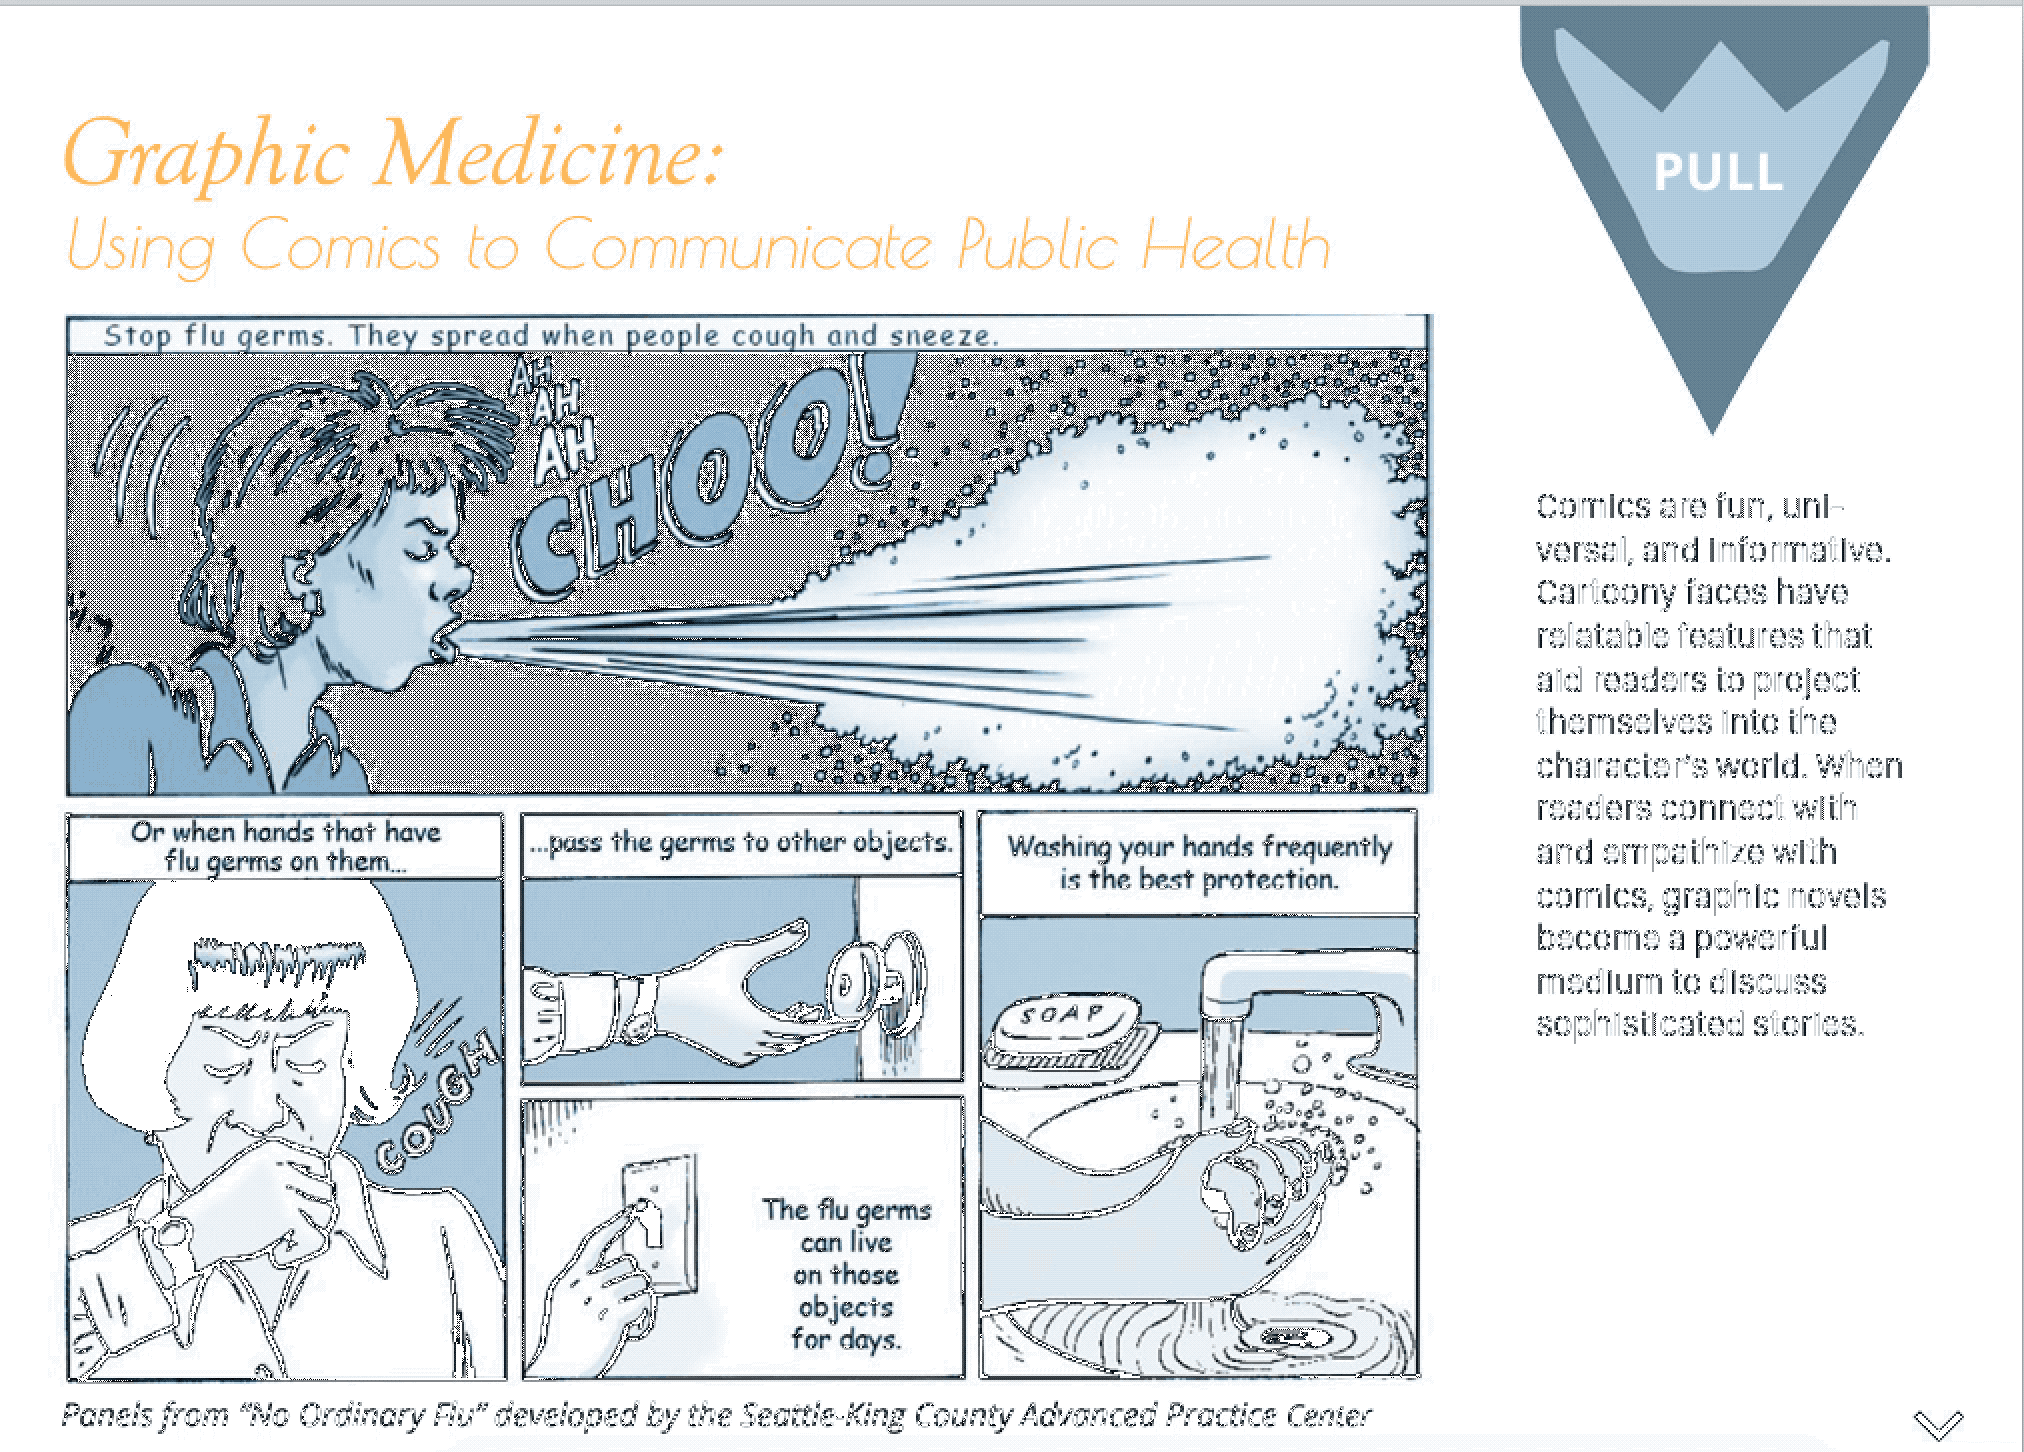 PULL
Graphic Medicine:
Using Comics to Communicate Public Health
Stop flu germs. They spread when people cough and sneeze.
AH
AH
AH
CHOO!
Or when hands that have
flu germs on them...
COUGH
...pass the germs to other objects.
The flu germs
can live
on those
objects
for days.
Washing your hands frequently
is the best protection.
SOAP
Panels from “No Ordinary Flu” developed by the Seattle-King County Advanced Practice Center
Comics are fun, uni-
versal, and informative.
Cartoony faces have
relatable features that
aid readers to project
themselves into the
character's world. When
readers connect with
and empathize with
comics, graphic novels
become a powerful
medium to discuss
sophisticated stories.